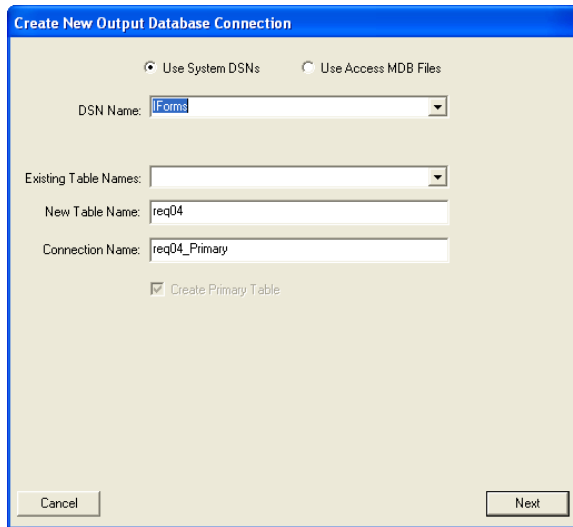 Create New Output Database Connection
Use System DSNs Use Access MDB Files
DSN Name: IForms
Existing Table Names:
New Table Name: req04
Connection Name: req04_Primary
Create Primary Table
Cancel Next